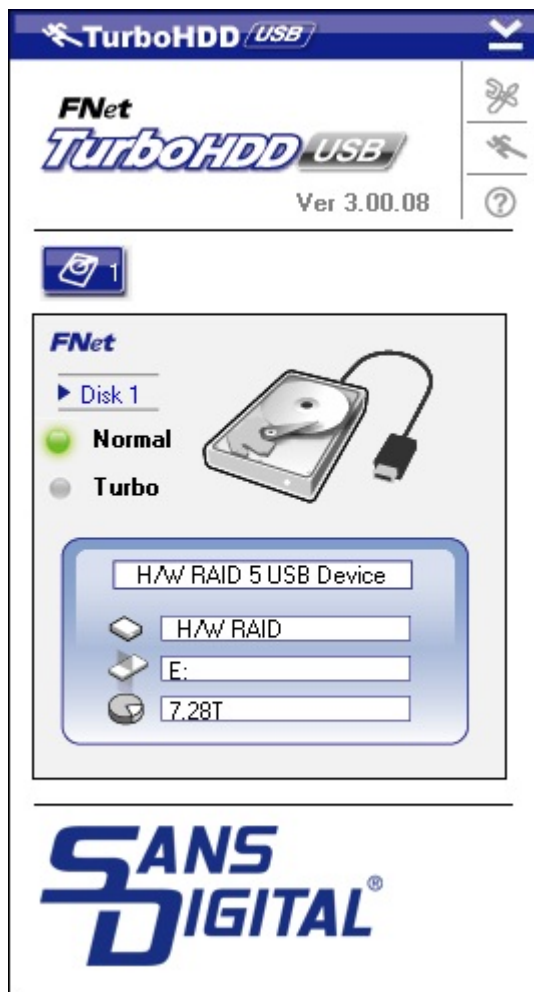 TurboHDD USB
FNet
TurboHDD USB
Ver 3.00.08
?
1
FNet
Disk 1
Normal
Turbo
H/W RAID 5 USB Device
H/W RAID
E:
7.28T
SANS
DIGITAL®